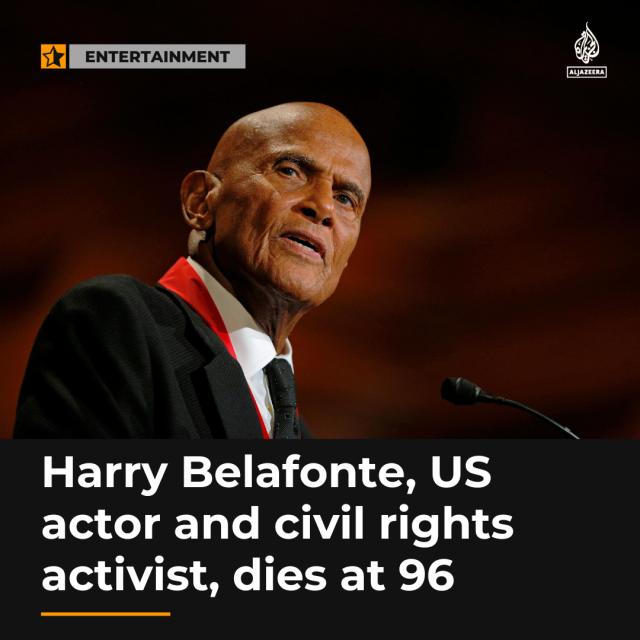 ENTERTAINMENT
ALJAZEERA
Harry Belafonte, US
actor and civil rights
activist, dies at 96